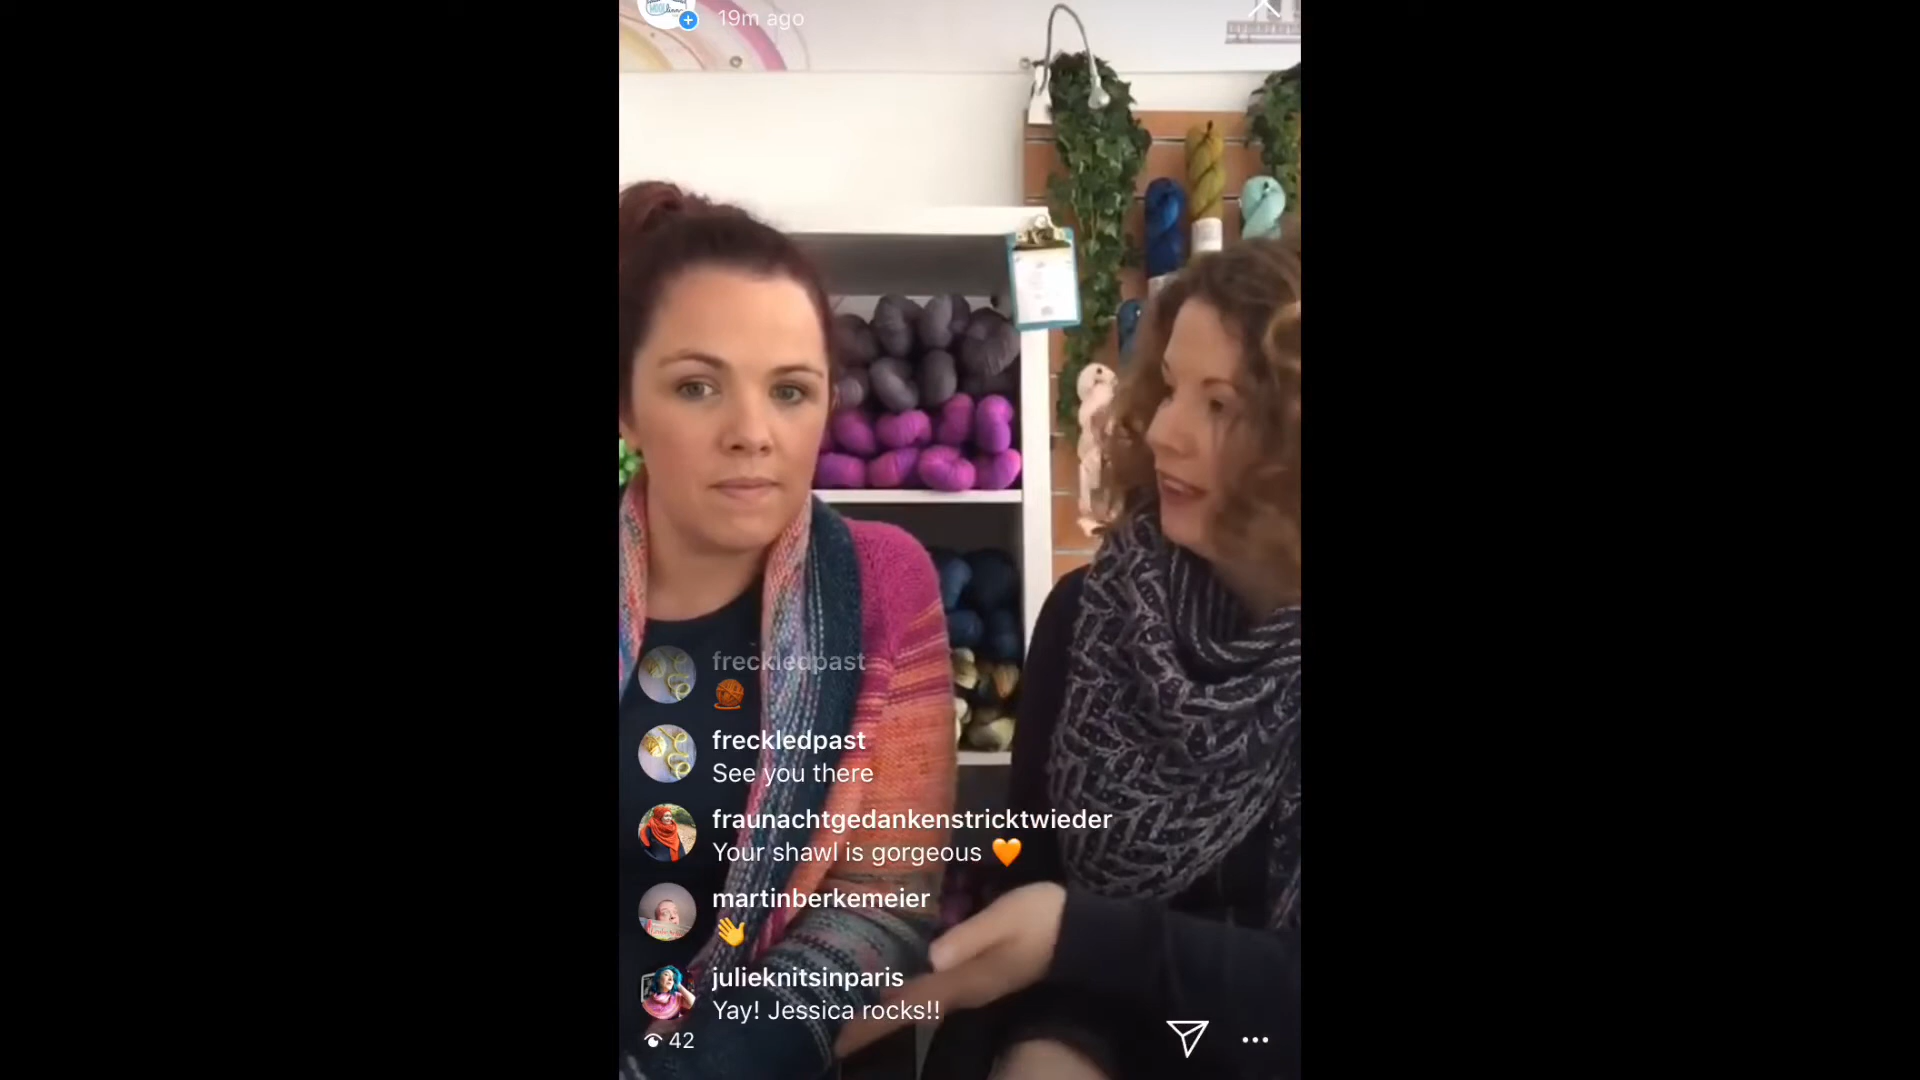 19m ago
freckledpast
freckledpast
See you there
fraunachtgedankenstricktwieder
Your shawl is gorgeous 🧡
martinberkemeier
👋
julieknitsinparis
Yay! Jessica rocks!!
42